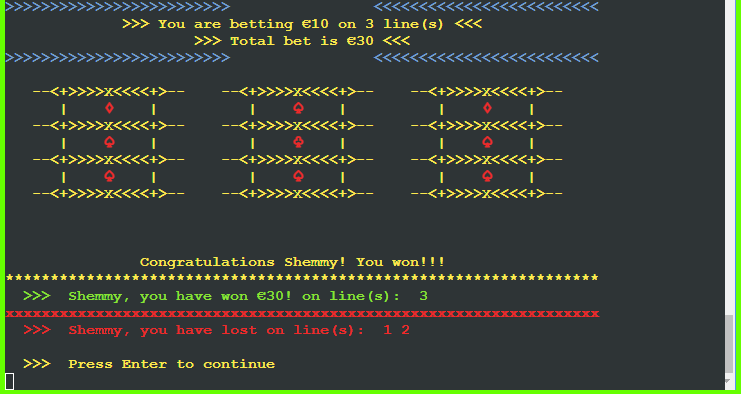 >>>>>>>>>>>>>>>>>>>>>>>>> <<<<<<<<<<<<<<<<<<<<<<<<<
>>> You are betting €10 on 3 line(s) <<<
>>> Total bet is €30 <<<
>>>>>>>>>>>>>>>>>>>>>>>>> <<<<<<<<<<<<<<<<<<<<<<<<<
--<+>>>>X<<<<+>-- --<+>>>>X<<<<+>-- --<+>>>>X<<<<+>--
| ♦ | | ♠ | | ♦ |
--<+>>>>X<<<<+>-- --<+>>>>X<<<<+>-- --<+>>>>X<<<<+>--
| ♠ | | ♣ | | ♠ |
--<+>>>>X<<<<+>-- --<+>>>>X<<<<+>-- --<+>>>>X<<<<+>--
| ♠ | | ♠ | | ♠ |
--<+>>>>X<<<<+>-- --<+>>>>X<<<<+>-- --<+>>>>X<<<<+>--
Congratulations Shemmy! You won!!!
******************************************************************
>>> Shemmy, you have won €30! on line(s): 3
xxxxxxxxxxxxxxxxxxxxxxxxxxxxxxxxxxxxxxxxxxxxxxxxxxxxxxxxxxxxxxxxxx
>>> Shemmy, you have lost on line(s): 1 2
>>> Press Enter to continue